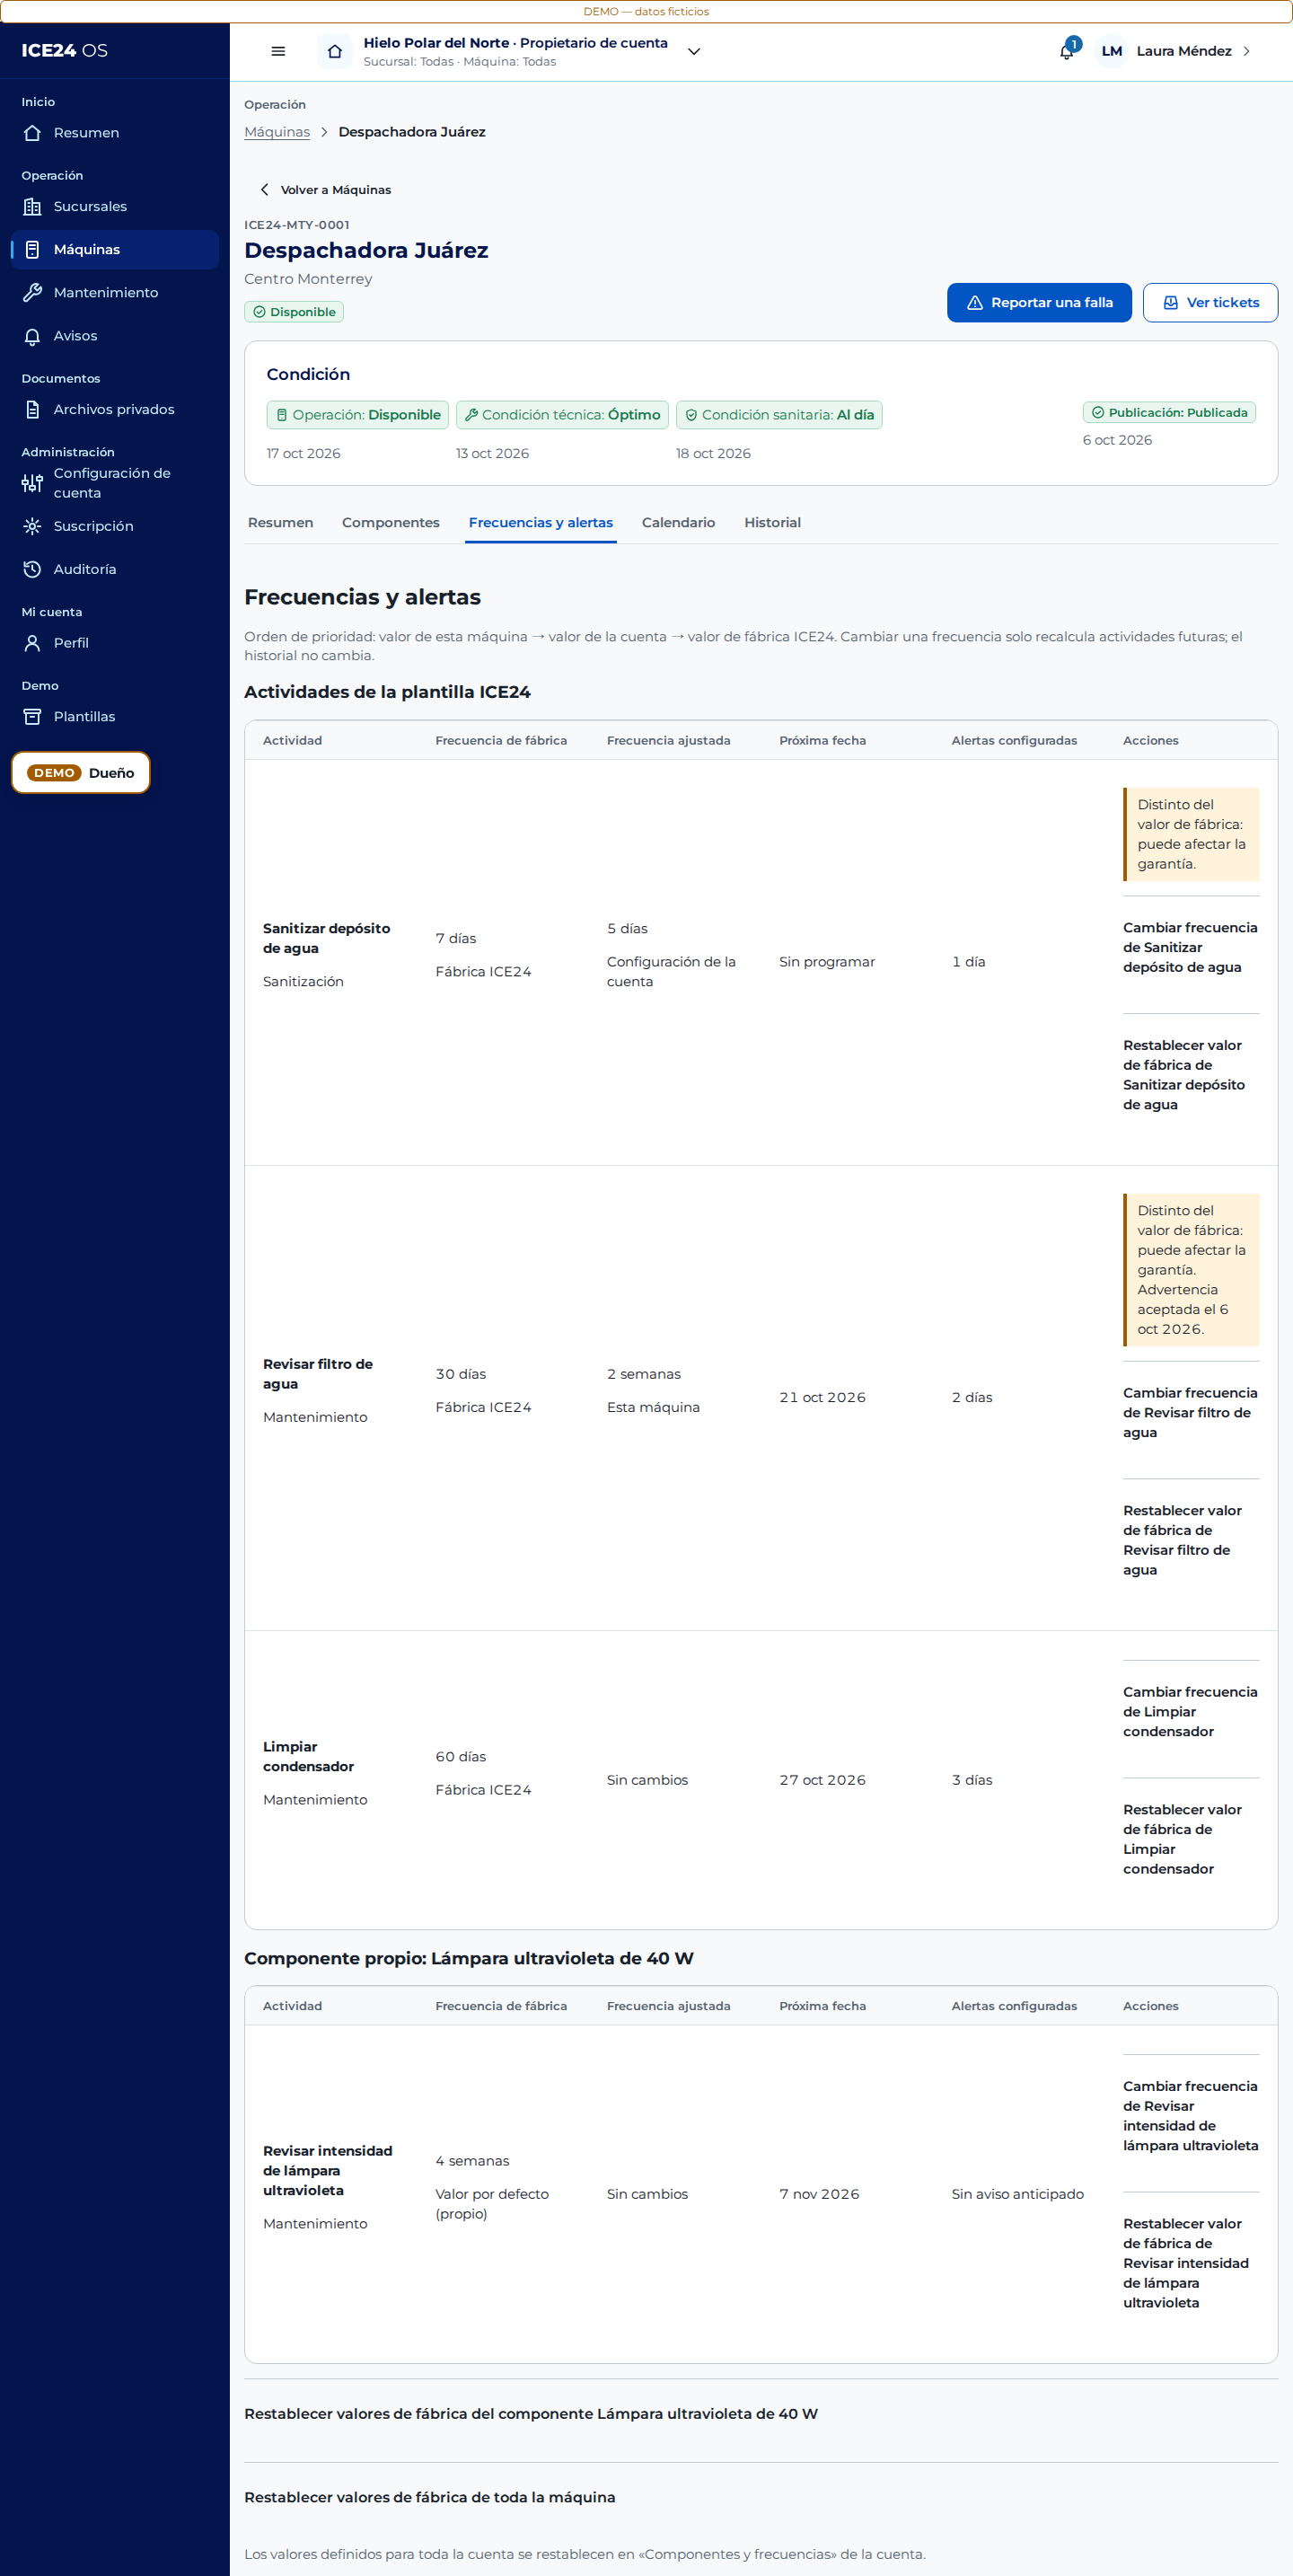 DEMO — datos ficticios
ICE24 OS
Inicio
Resumen
Operación
Sucursales
Máquinas
Mantenimiento
Avisos
Documentos
Archivos privados
Administración
Configuración de
cuenta
Suscripción
Auditoría
Mi cuenta
Perfil
Demo
Plantillas
DEMO Dueño
Hielo Polar del Norte · Propietario de cuenta
Sucursal: Todas · Máquina: Todas
1
LM Laura Méndez
Operación
Máquinas > Despachadora Juárez
Volver a Máquinas
ICE24-MTY-0001
Despachadora Juárez
Centro Monterrey
Disponible
Reportar una falla
Ver tickets
Condición
Operación: Disponible
17 oct 2026
Condición técnica: Óptimo
13 oct 2026
Condición sanitaria: Al día
18 oct 2026
Publicación: Publicada
6 oct 2026
Resumen Componentes Frecuencias y alertas Calendario Historial
Frecuencias y alertas
Orden de prioridad: valor de esta máquina → valor de la cuenta → valor de fábrica ICE24. Cambiar una frecuencia solo recalcula actividades futuras; el
historial no cambia.
Actividades de la plantilla ICE24
Actividad Frecuencia de fábrica Frecuencia ajustada Próxima fecha Alertas configuradas Acciones
Sanitizar depósito
de agua
Sanitización
7 días
Fábrica ICE24
5 días
Configuración de la
cuenta
Sin programar
1 día
Distinto del
valor de fábrica:
puede afectar la
garantía.
Cambiar frecuencia
de Sanitizar
depósito de agua
Restablecer valor
de fábrica de
Sanitizar depósito
de agua
Revisar filtro de
agua
Mantenimiento
30 días
Fábrica ICE24
2 semanas
Esta máquina
21 oct 2026
2 días
Distinto del
valor de fábrica:
puede afectar la
garantía.
Advertencia
aceptada el 6
oct 2026.
Cambiar frecuencia
de Revisar filtro de
agua
Restablecer valor
de fábrica de
Revisar filtro de
agua
Limpiar
condensador
Mantenimiento
60 días
Fábrica ICE24
Sin cambios
27 oct 2026
3 días
Cambiar frecuencia
de Limpiar
condensador
Restablecer valor
de fábrica de
Limpiar
condensador
Componente propio: Lámpara ultravioleta de 40 W
Actividad Frecuencia de fábrica Frecuencia ajustada Próxima fecha Alertas configuradas Acciones
Revisar intensidad
de lámpara
ultravioleta
Mantenimiento
4 semanas
Valor por defecto
(propio)
Sin cambios
7 nov 2026
Sin aviso anticipado
Cambiar frecuencia
de Revisar
intensidad de
lámpara ultravioleta
Restablecer valor
de fábrica de
Revisar intensidad
de lámpara
ultravioleta
Restablecer valores de fábrica del componente Lámpara ultravioleta de 40 W
Restablecer valores de fábrica de toda la máquina
Los valores definidos para toda la cuenta se restablecen en «Componentes y frecuencias» de la cuenta.